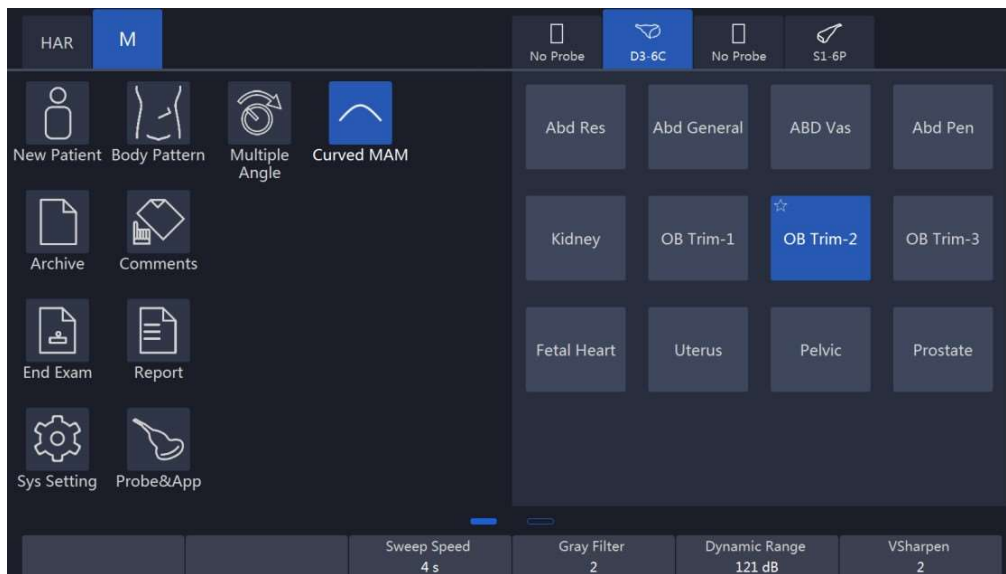 HAR
M
No Probe
D3-6C
No Probe
S1-6P
New Patient
Body Pattern
Multiple
Angle
Curved MAM
Archive
Comments
End Exam
Report
Sys Setting
Probe&App
Abd Res
Abd General
ABD Vas
Abd Pen
Kidney
OB Trim-1
OB Trim-2
OB Trim-3
Fetal Heart
Uterus
Pelvic
Prostate
Sweep Speed
4 s
Gray Filter
2
Dynamic Range
121 dB
VSharpen
2